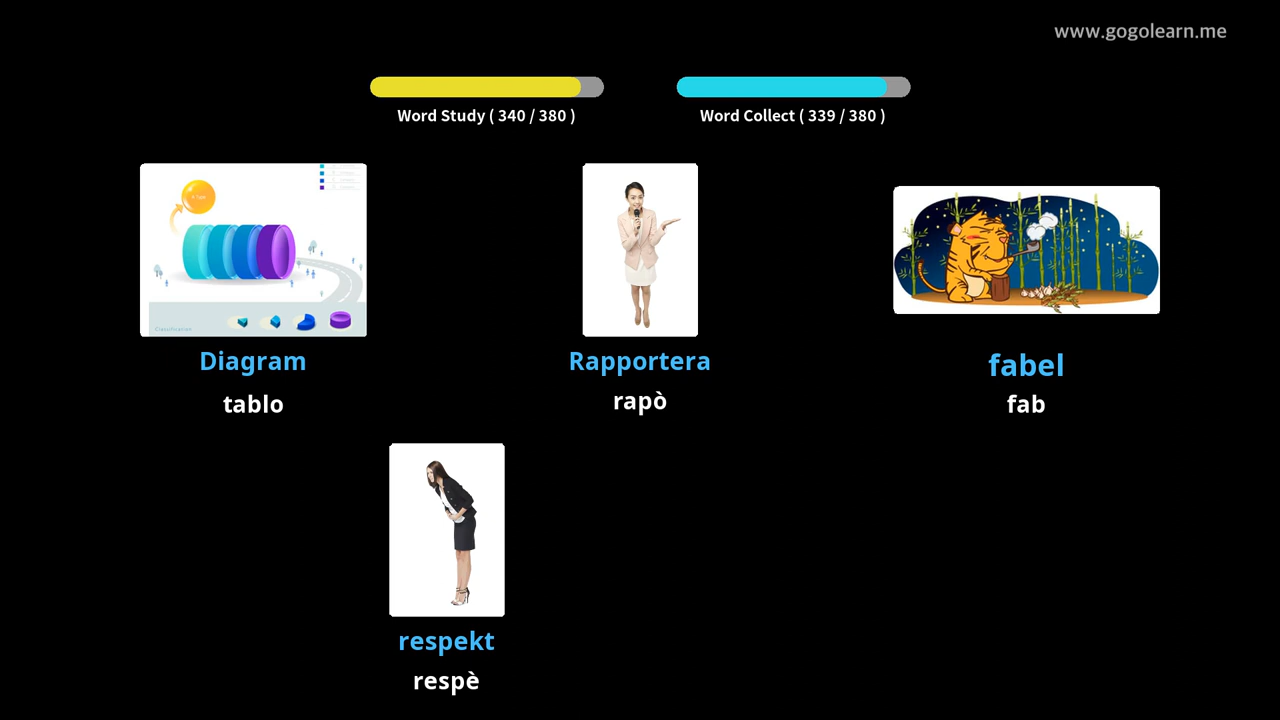 www.gogolearn.me
Word Study ( 340 / 380 )
Word Collect ( 339 / 380 )
Diagram
tablo
Rapportera
rapò
fabel
fab
respekt
respè